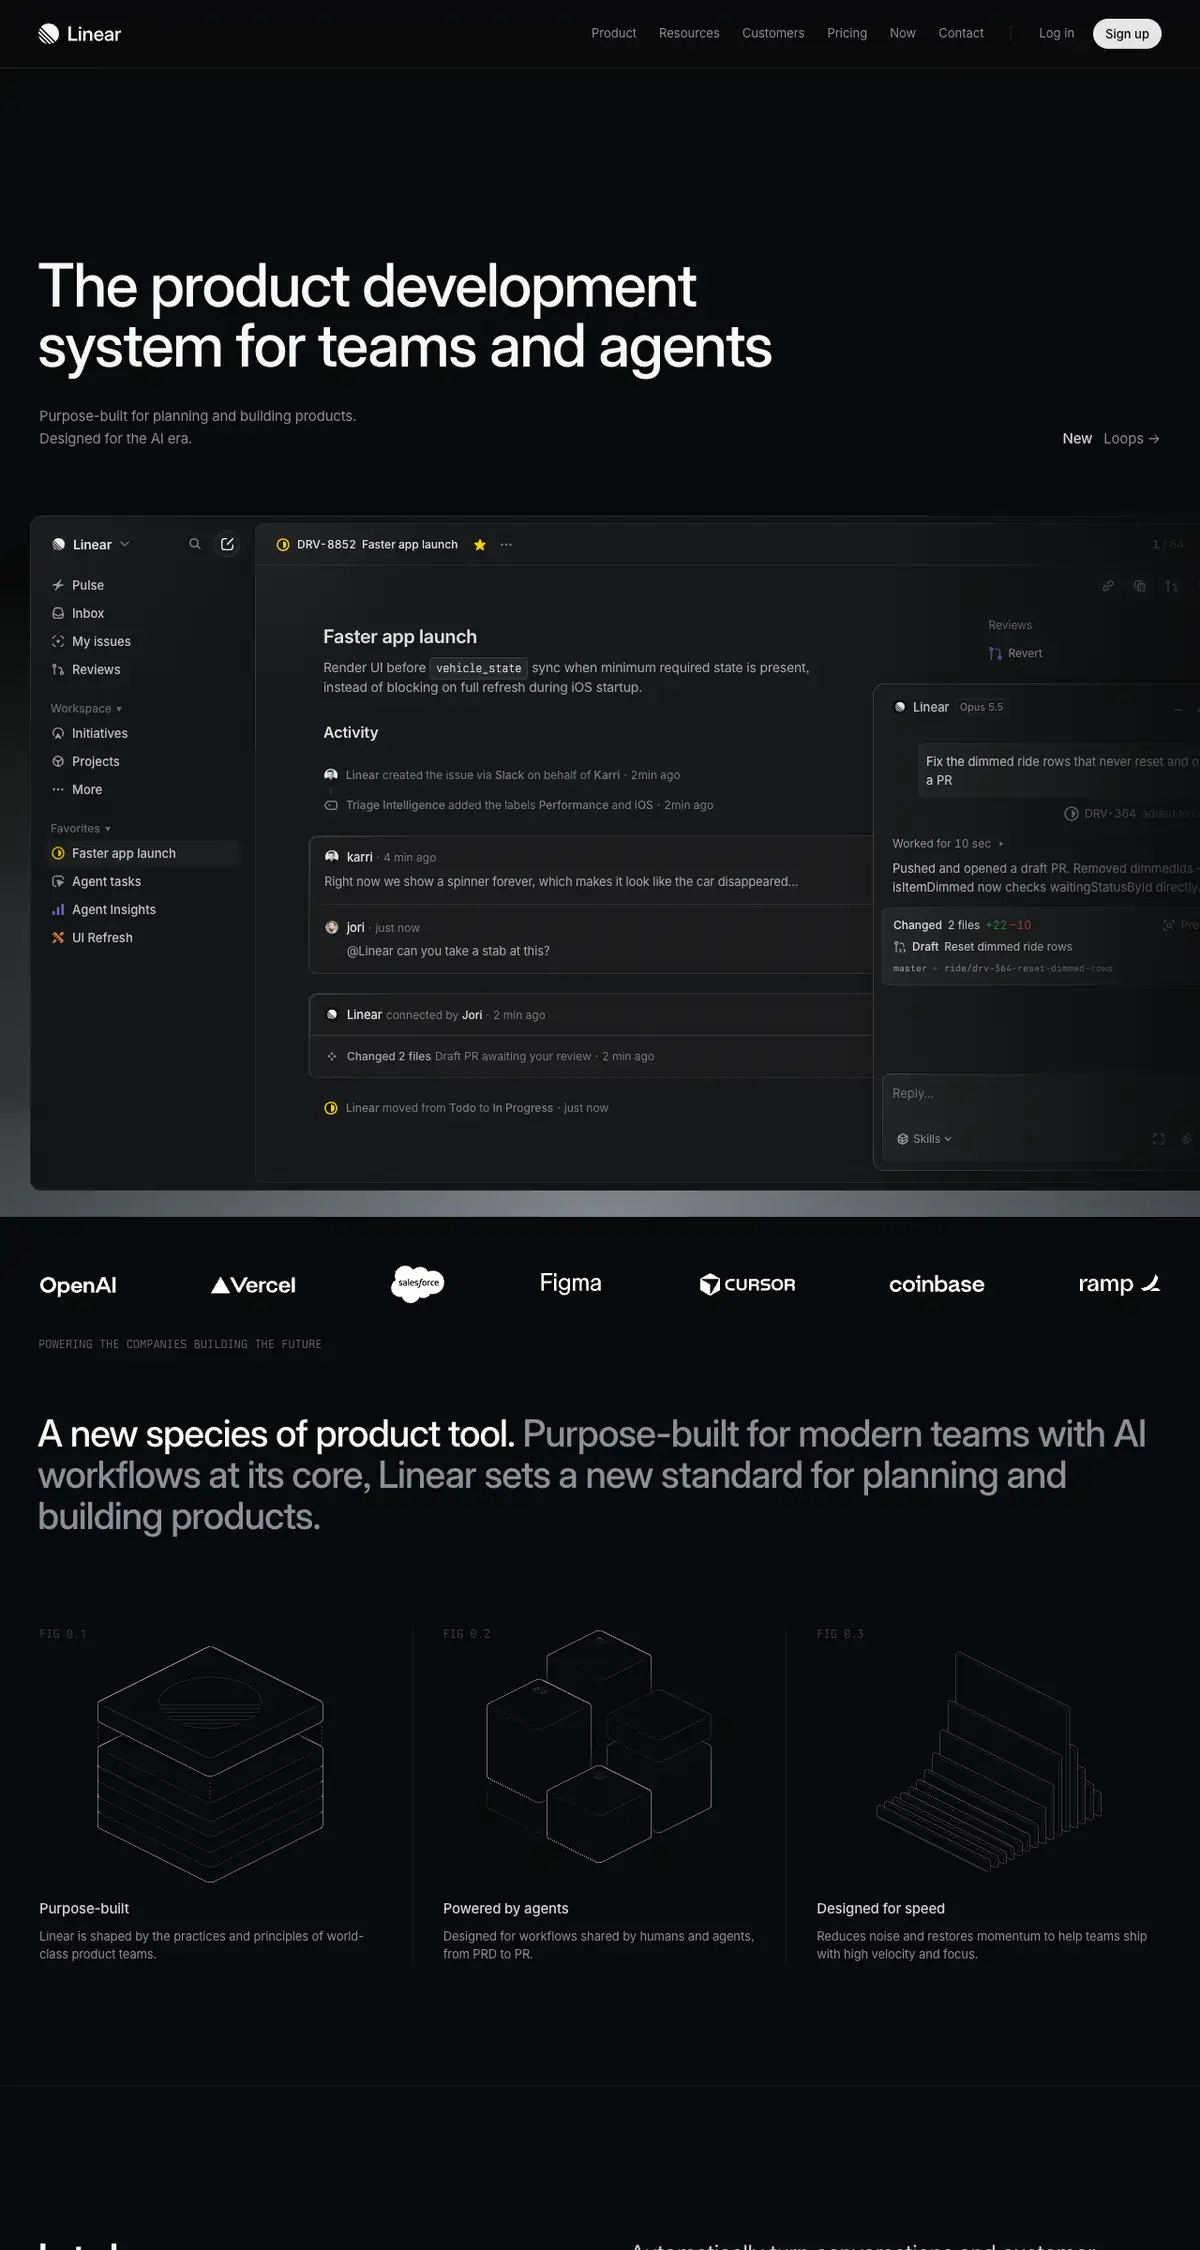 Linear
Product Resources Customers Pricing Now Contact Log in Sign up
The product development
system for teams and agents
Purpose-built for planning and building products.
Designed for the AI era.
New Loops →
Linear
Pulse
Inbox
My issues
Reviews
Workspace
Initiatives
Projects
More
Favorites
Faster app launch
Agent tasks
Agent Insights
UI Refresh
DRV-8852 Faster app launch
1 / 84
Faster app launch
Render UI before vehicle_state sync when minimum required state is present,
instead of blocking on full refresh during iOS startup.
Activity
Linear created the issue via Slack on behalf of Karri · 2min ago
Triage Intelligence added the labels Performance and iOS · 2min ago
karri · 4 min ago
Right now we show a spinner forever, which makes it look like the car disappeared...
jori · just now
@Linear can you take a stab at this?
Linear connected by Jori · 2 min ago
Changed 2 files Draft PR awaiting your review · 2 min ago
Linear moved from Todo to In Progress · just now
Reviews
Revert
Linear Opus 5.5
Fix the dimmed ride rows that never reset and
a PR
DRV-364 added to
Worked for 10 sec
Pushed and opened a draft PR. Removed dimmedIds
isItemDimmed now checks waitingStatusById directly.
Changed 2 files +22 −10
Draft Reset dimmed ride rows
master ← ride/drv-364-reset-dimmed-rows
Reply...
Skills
OpenAI
Vercel
salesforce
Figma
CURSOR
coinbase
ramp
POWERING THE COMPANIES BUILDING THE FUTURE
A new species of product tool. Purpose-built for modern teams with AI
workflows at its core, Linear sets a new standard for planning and
building products.
FIG 0.1
Purpose-built
Linear is shaped by the practices and principles of world-
class product teams.
FIG 0.2
Powered by agents
Designed for workflows shared by humans and agents,
from PRD to PR.
FIG 0.3
Designed for speed
Reduces noise and restores momentum to help teams ship
with high velocity and focus.
Automatically turn conversations and customer